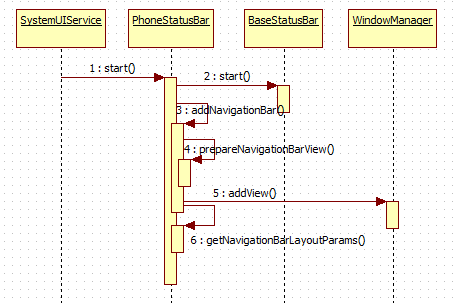 SystemUIService
PhoneStatusBar
BaseStatusBar
WindowManager
1 : start()
2 : start()
3 : addNavigationBar()
4 : prepareNavigationBarView()
5 : addView()
6 : getNavigationBarLayoutParams()